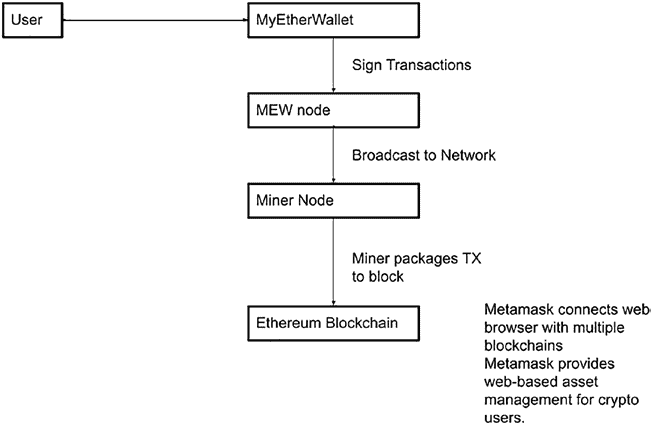 User
MyEtherWallet
Sign Transactions
MEW node
Broadcast to Network
Miner Node
Miner packages TX
to block
Ethereum Blockchain
Metamask connects web
browser with multiple
blockchains
Metamask provides
web-based asset
management for crypto
users.